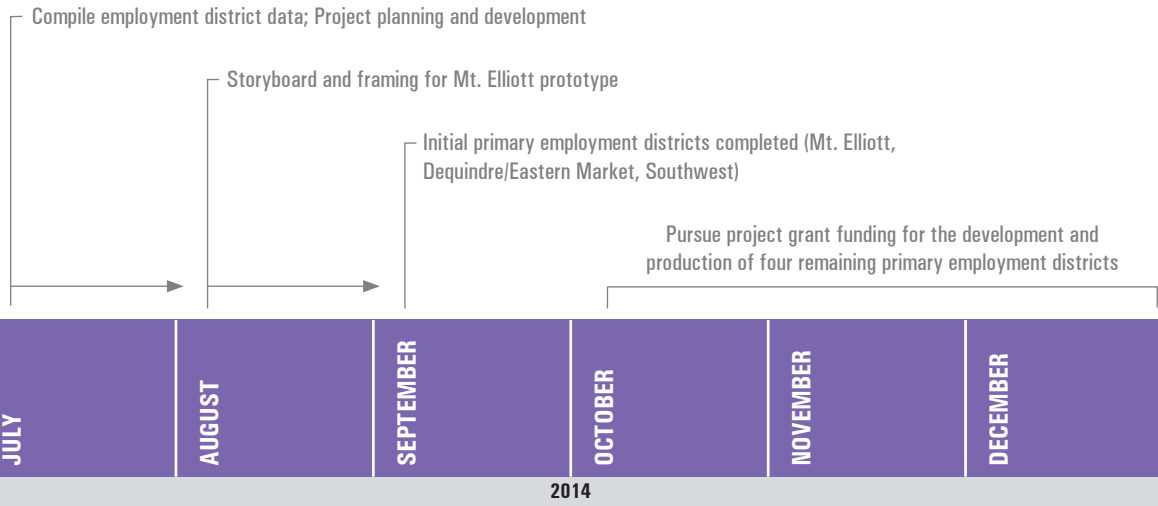 Compile employment district data; Project planning and development
Storyboard and framing for Mt. Elliott prototype
Initial primary employment districts completed (Mt. Elliott,
Dequindre/Eastern Market, Southwest)
Pursue project grant funding for the development and
production of four remaining primary employment districts
JULY
AUGUST
SEPTEMBER
OCTOBER
NOVEMBER
DECEMBER
2014